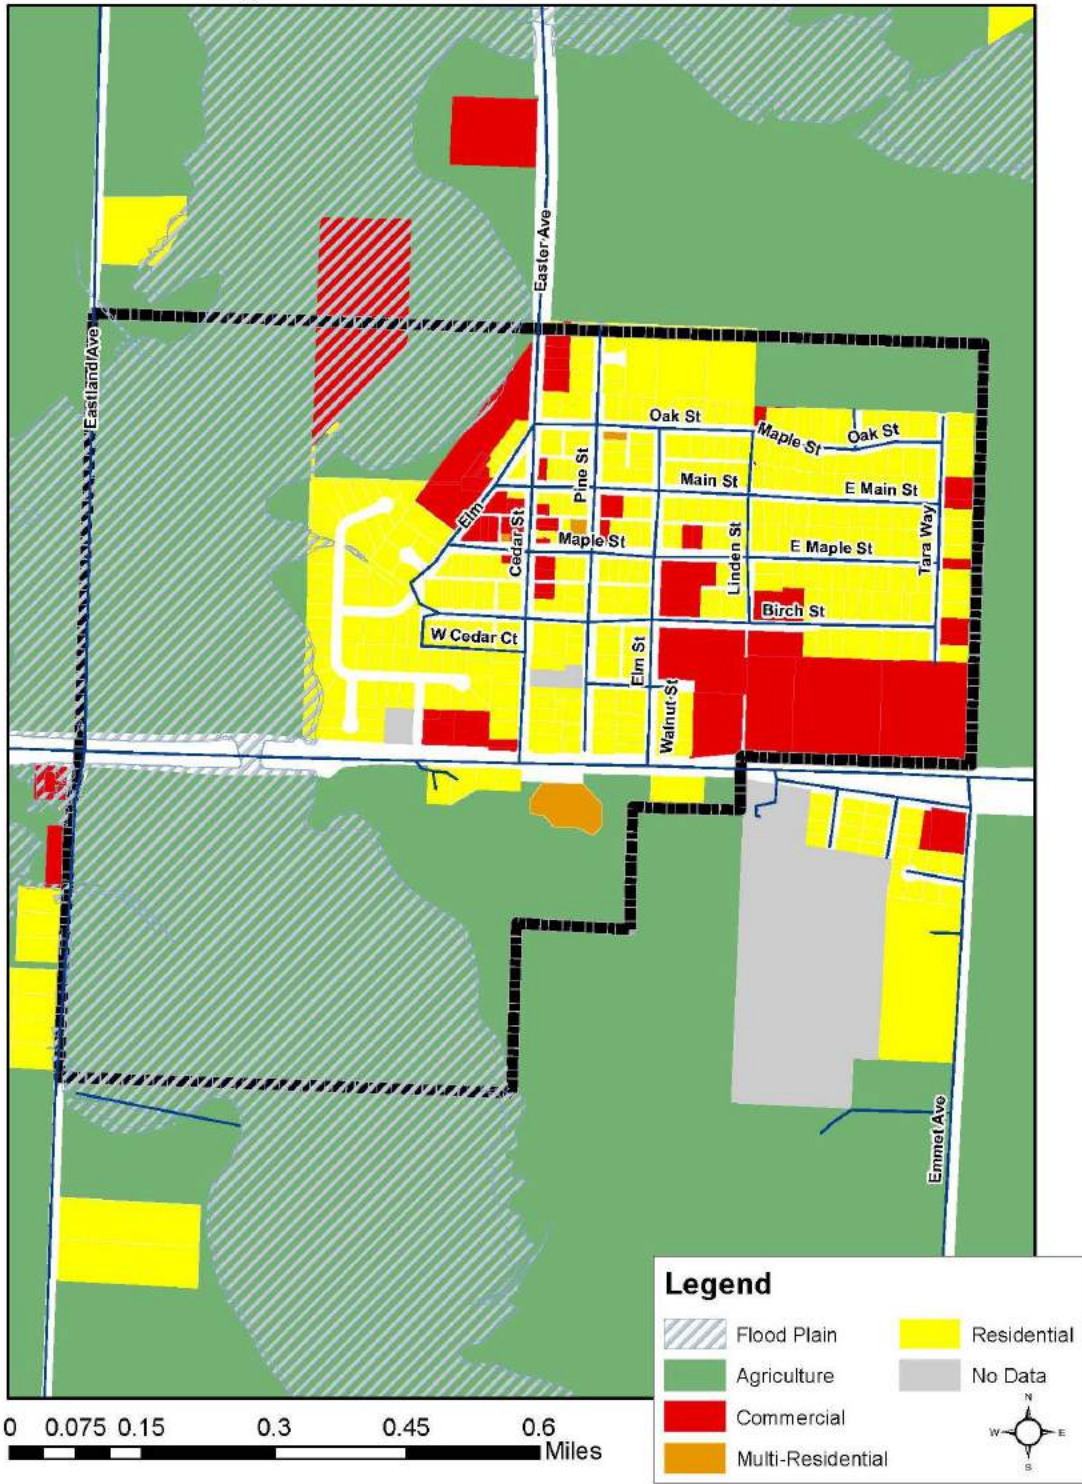 Easter Ave
Eastland Ave
Oak St
Maple St
Oak St
Pine St
Main St
E Main St
Elm
Cedar St
Maple St
Linden St
E Maple St
Tara Way
Birch St
W Cedar Ct
Elm St
Walnut St
Emmet Ave
Legend
Flood Plain
Residential
Agriculture
No Data
Commercial
Multi-Residential
N
W E
S
0 0.075 0.15 0.3 0.45 0.6
Miles